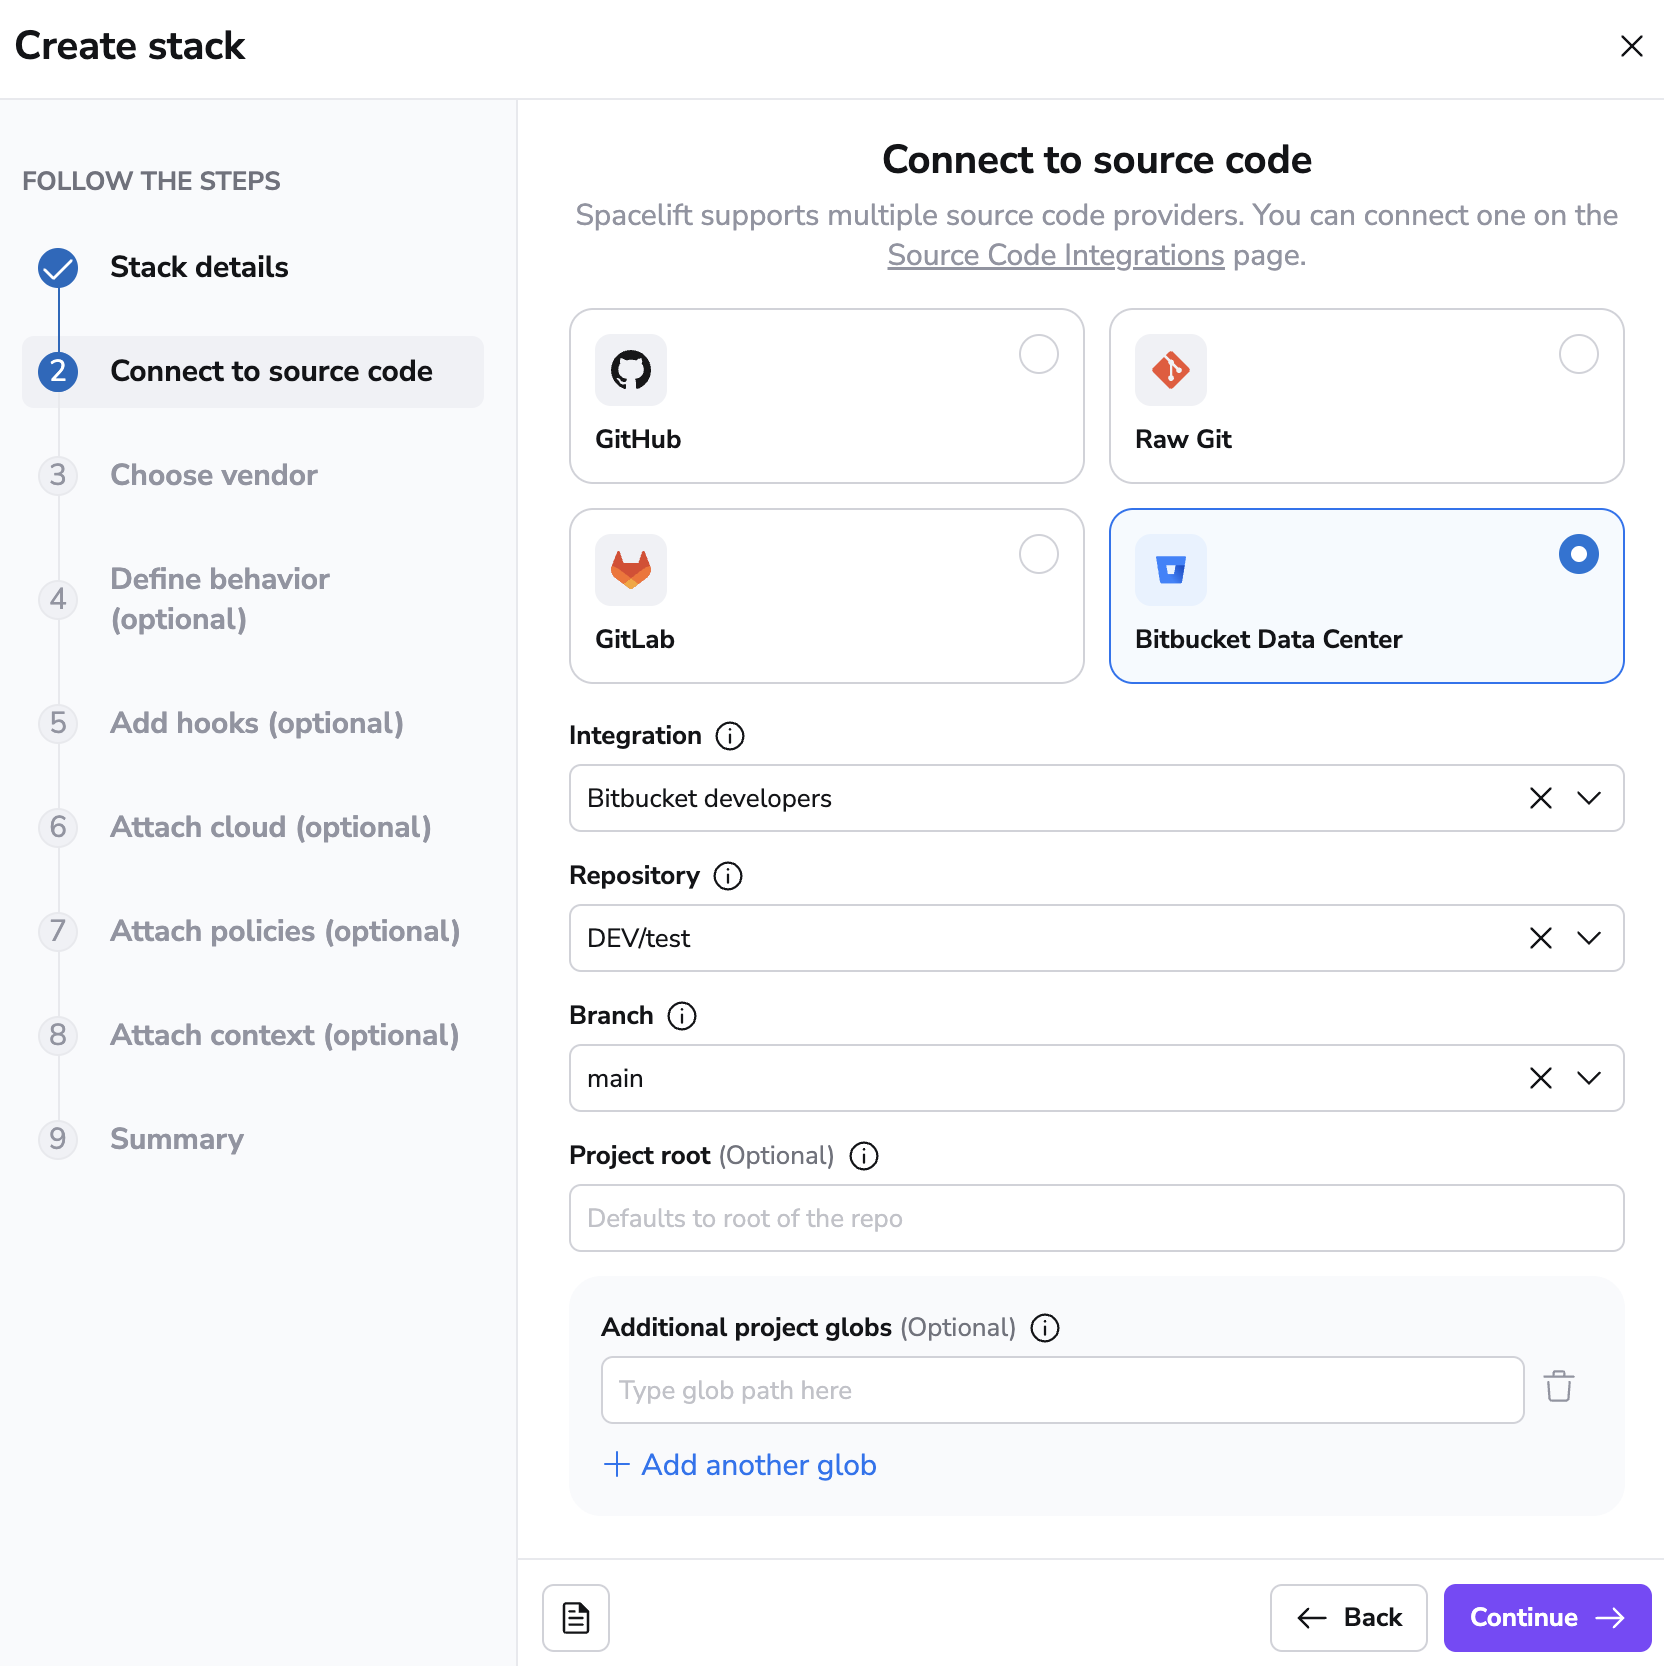 Create stack
FOLLOW THE STEPS
Stack details
2 Connect to source code
3 Choose vendor
4 Define behavior
(optional)
5 Add hooks (optional)
6 Attach cloud (optional)
7 Attach policies (optional)
8 Attach context (optional)
9 Summary
Connect to source code
Spacelift supports multiple source code providers. You can connect one on the
Source Code Integrations page.
GitHub
Raw Git
GitLab
Bitbucket Data Center
Integration
Bitbucket developers
Repository
DEV/test
Branch
main
Project root (Optional)
Defaults to root of the repo
Additional project globs (Optional)
Type glob path here
Add another glob
Back
Continue